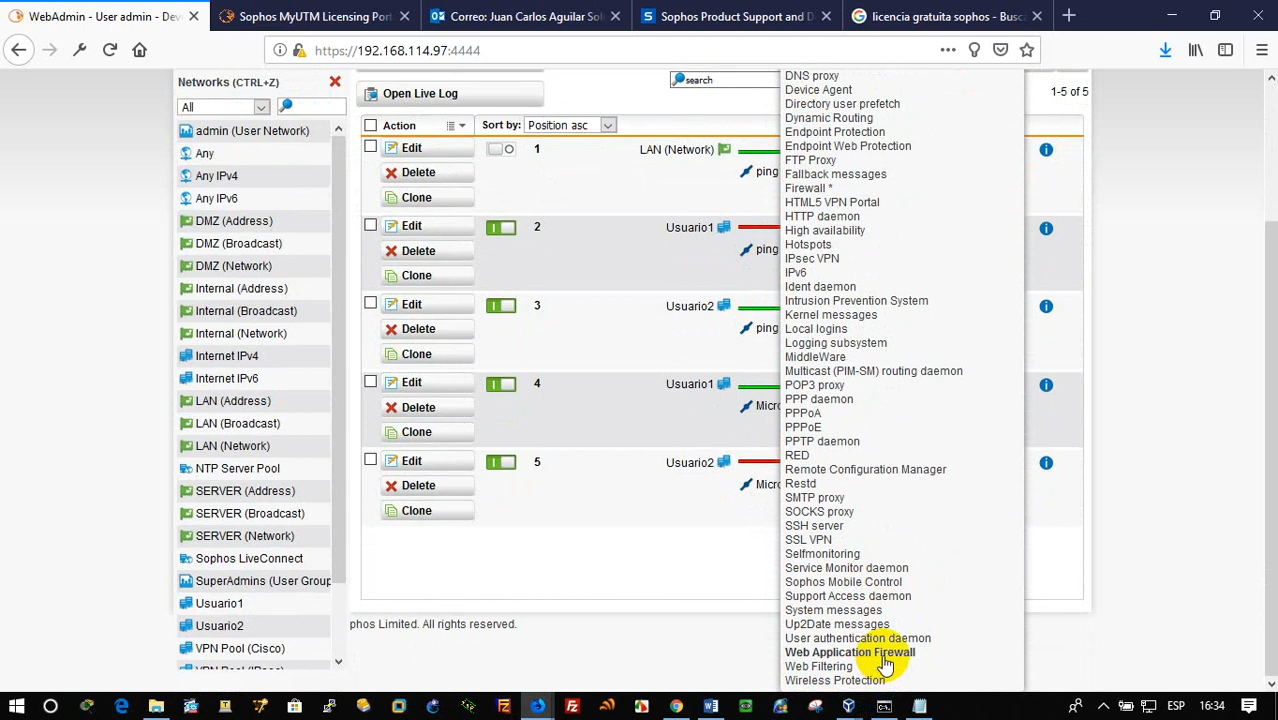 WebAdmin - User admin - Dev
Sophos MyUTM Licensing Port
Correo: Juan Carlos Aguilar Sol
Sophos Product Support and D
licencia gratuita sophos - Busc
https://192.168.114.97:4444
Networks (CTRL+Z)
All
admin (User Network)
Any
Any IPv4
Any IPv6
DMZ (Address)
DMZ (Broadcast)
DMZ (Network)
Internal (Address)
Internal (Broadcast)
Internal (Network)
Internet IPv4
Internet IPv6
LAN (Address)
LAN (Broadcast)
LAN (Network)
NTP Server Pool
SERVER (Address)
SERVER (Broadcast)
SERVER (Network)
Sophos LiveConnect
SuperAdmins (User Group
Usuario1
Usuario2
VPN Pool (Cisco)
VPN Pool (IPsec)
Open Live Log
search
1-5 of 5
Action
Sort by: Position asc
Edit
Delete
Clone
1
LAN (Network)
ping
Edit
Delete
Clone
2
Usuario1
ping
Edit
Delete
Clone
3
Usuario2
ping
Edit
Delete
Clone
4
Usuario1
Micro
Edit
Delete
Clone
5
Usuario2
Micro
phos Limited. All rights reserved.
DNS proxy
Device Agent
Directory user prefetch
Dynamic Routing
Endpoint Protection
Endpoint Web Protection
FTP Proxy
Fallback messages
Firewall *
HTML5 VPN Portal
HTTP daemon
High availability
Hotspots
IPsec VPN
IPv6
Ident daemon
Intrusion Prevention System
Kernel messages
Local logins
Logging subsystem
MiddleWare
Multicast (PIM-SM) routing daemon
POP3 proxy
PPP daemon
PPPoA
PPPoE
PPTP daemon
RED
Remote Configuration Manager
Restd
SMTP proxy
SOCKS proxy
SSH server
SSL VPN
Selfmonitoring
Service Monitor daemon
Sophos Mobile Control
Support Access daemon
System messages
Up2Date messages
User authentication daemon
Web Application Firewall
Web Filtering
Wireless Protection
ESP
16:34